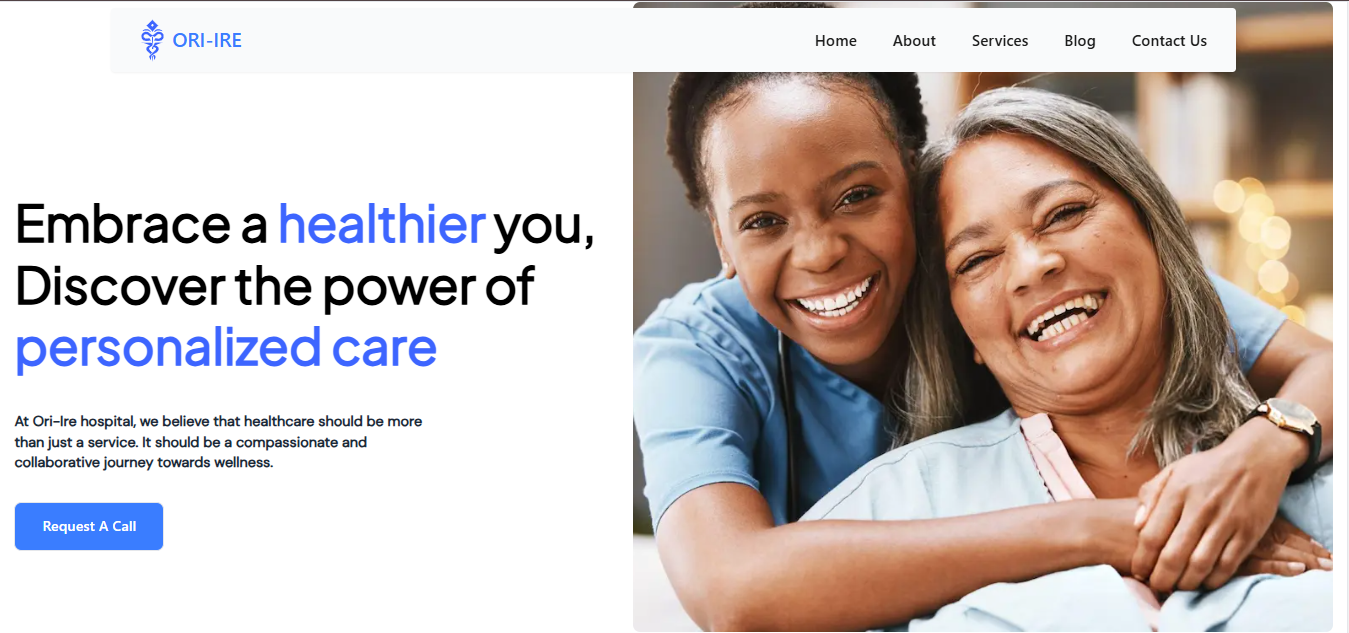 ORI-IRE
Home About Services Blog Contact Us
Embrace a healthier you,
Discover the power of
personalized care
At Ori-Ire hospital, we believe that healthcare should be more
than just a service. It should be a compassionate and
collaborative journey towards wellness.
Request A Call